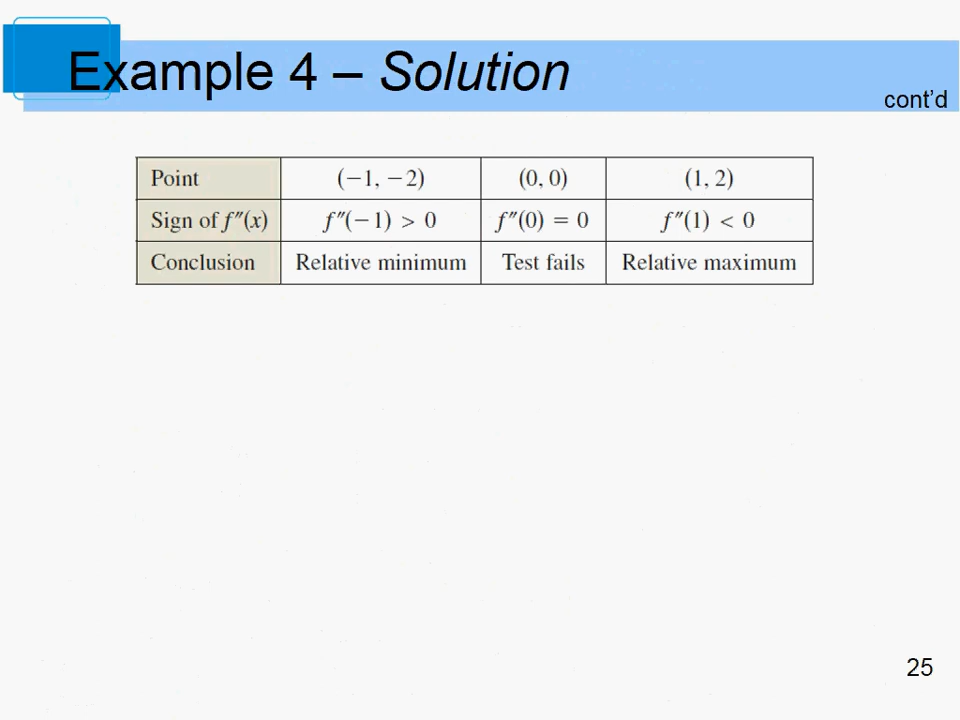 Example 4 – Solution
cont’d
Point (−1, −2) (0, 0) (1, 2)
Sign of f″(x) f″(−1) > 0 f″(0) = 0 f″(1) < 0
Conclusion Relative minimum Test fails Relative maximum
25